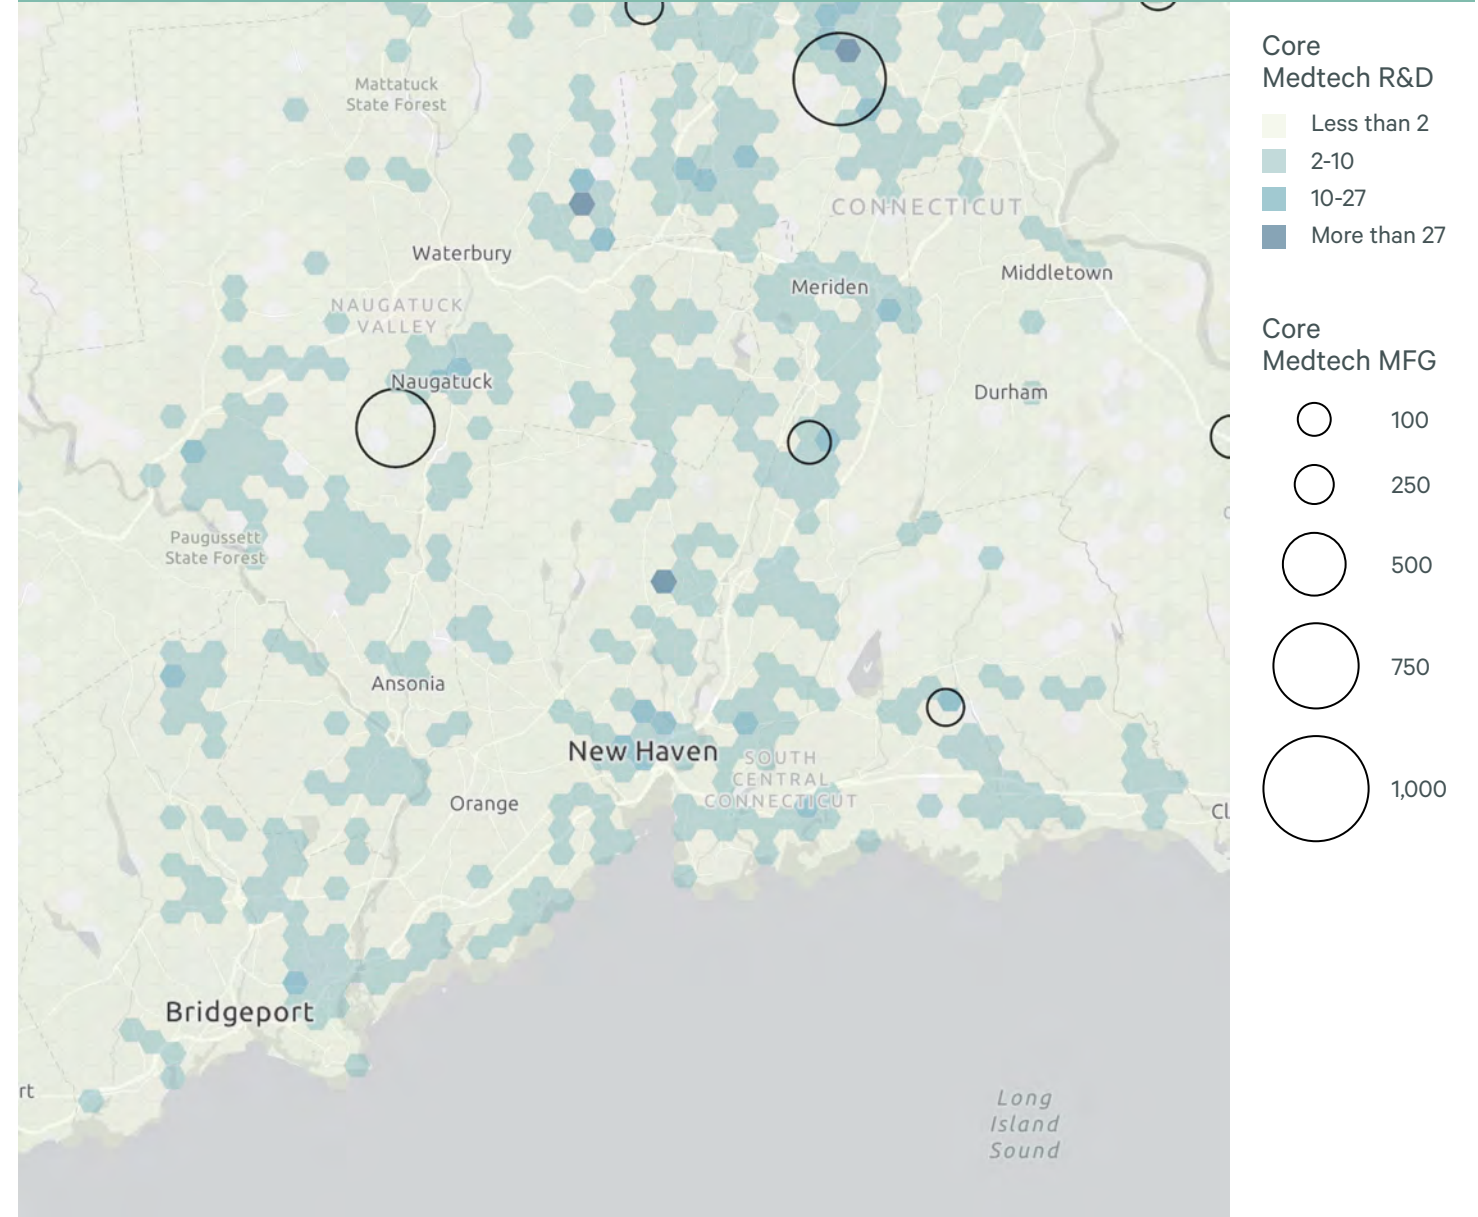 Mattatuck
State Forest
CONNECTICUT
Waterbury
Middletown
Meriden
NAUGATUCK
VALLEY
Naugatuck
Durham
Paugussett
State Forest
Ansonia
New Haven
SOUTH
CENTRAL
CONNECTICUT
Orange
Cl
Bridgeport
rt
Long
Island
Sound
Core
Medtech R&D
Less than 2
2-10
10-27
More than 27
Core
Medtech MFG
100
250
500
750
1,000